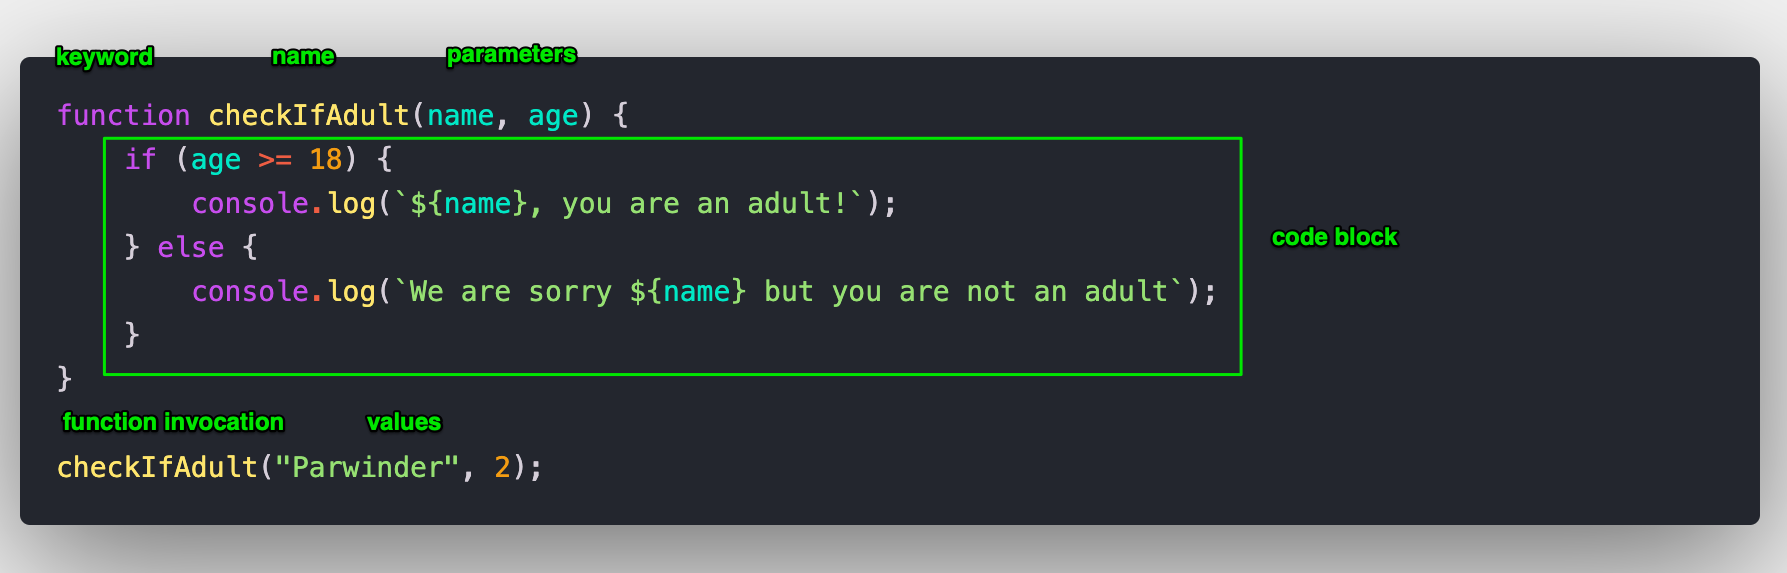 keyword name parameters
function checkIfAdult(name, age) {
    if (age >= 18) {
        console.log(`${name}, you are an adult!`);
    } else {
        console.log(`We are sorry ${name} but you are not an adult`);
    }
}
code block
function invocation values
checkIfAdult("Parwinder", 2);